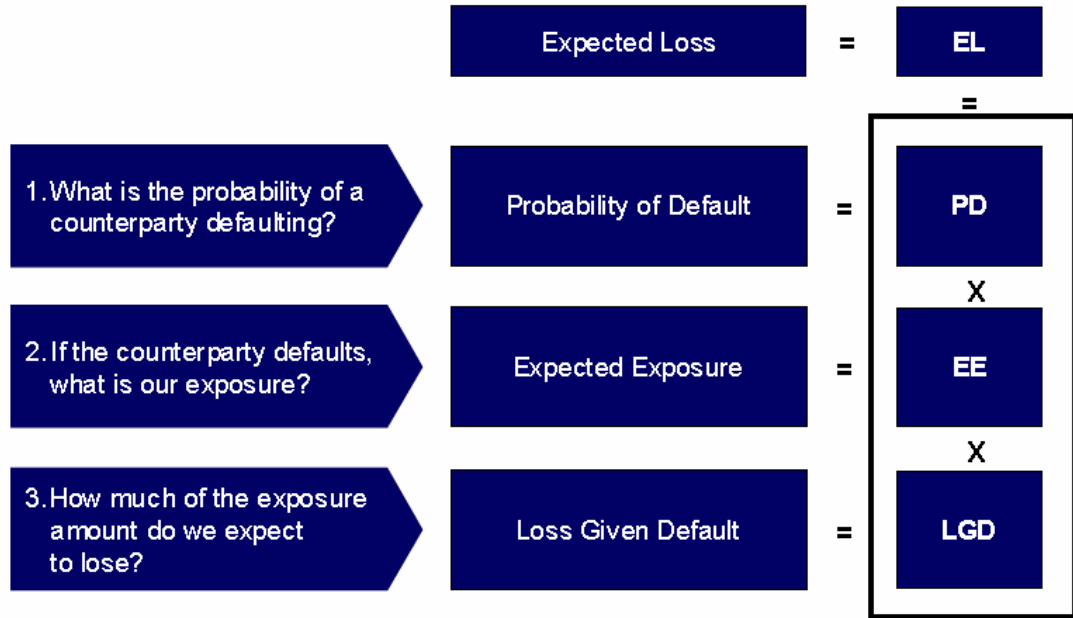 Expected Loss = EL
=
1. What is the probability of a
counterparty defaulting?
Probability of Default = PD
X
2. If the counterparty defaults,
what is our exposure?
Expected Exposure = EE
X
3. How much of the exposure
amount do we expect
to lose?
Loss Given Default = LGD